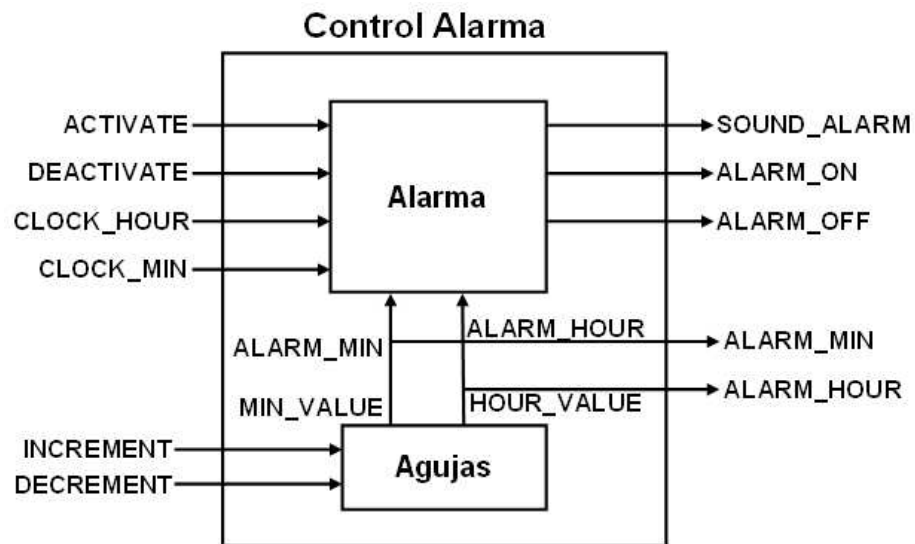 Control Alarma
ACTIVATE
DEACTIVATE
CLOCK_HOUR
CLOCK_MIN
Alarma
SOUND_ALARM
ALARM_ON
ALARM_OFF
ALARM_MIN
ALARM_HOUR
ALARM_MIN
ALARM_HOUR
MIN_VALUE
HOUR_VALUE
INCREMENT
DECREMENT
Agujas